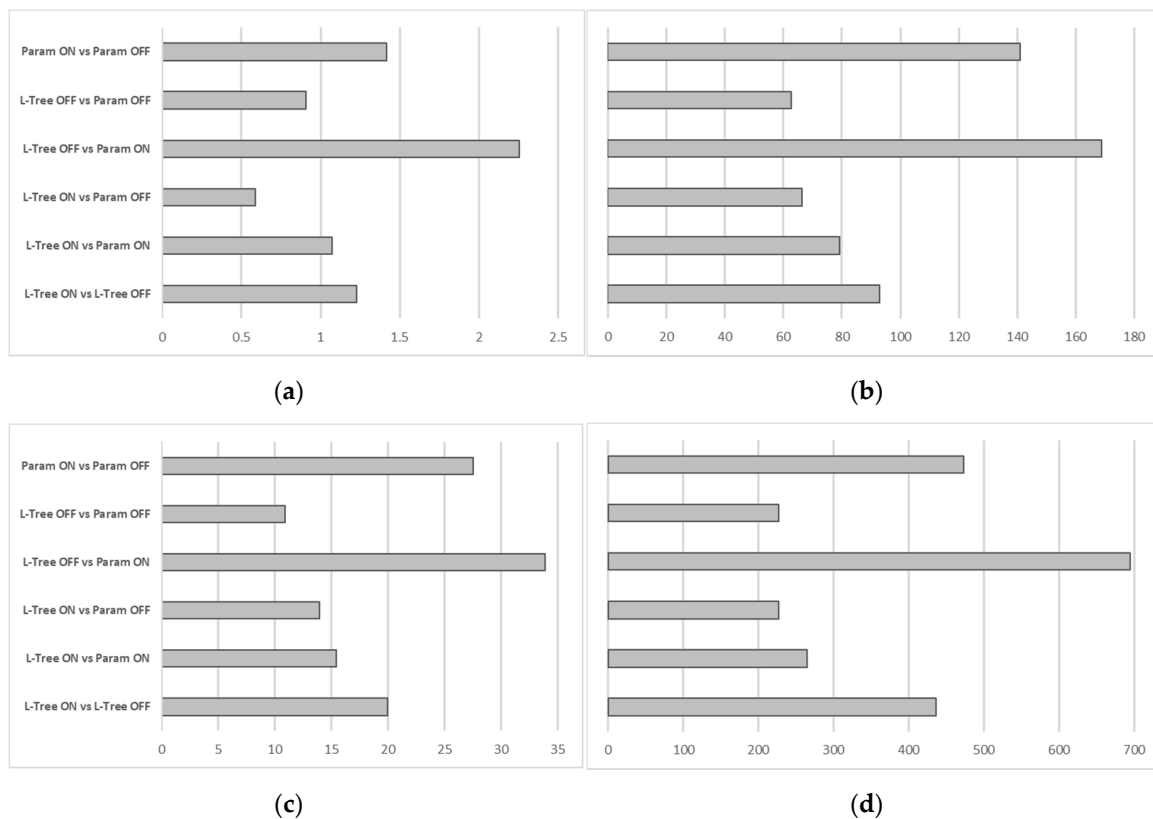 Param ON vs Param OFF
L-Tree OFF vs Param OFF
L-Tree OFF vs Param ON
L-Tree ON vs Param OFF
L-Tree ON vs Param ON
L-Tree ON vs L-Tree OFF
0 0.5 1 1.5 2 2.5
0 20 40 60 80 100 120 140 160 180
(a) (b)
Param ON vs Param OFF
L-Tree OFF vs Param OFF
L-Tree OFF vs Param ON
L-Tree ON vs Param OFF
L-Tree ON vs Param ON
L-Tree ON vs L-Tree OFF
0 5 10 15 20 25 30 35
0 100 200 300 400 500 600 700
(c) (d)